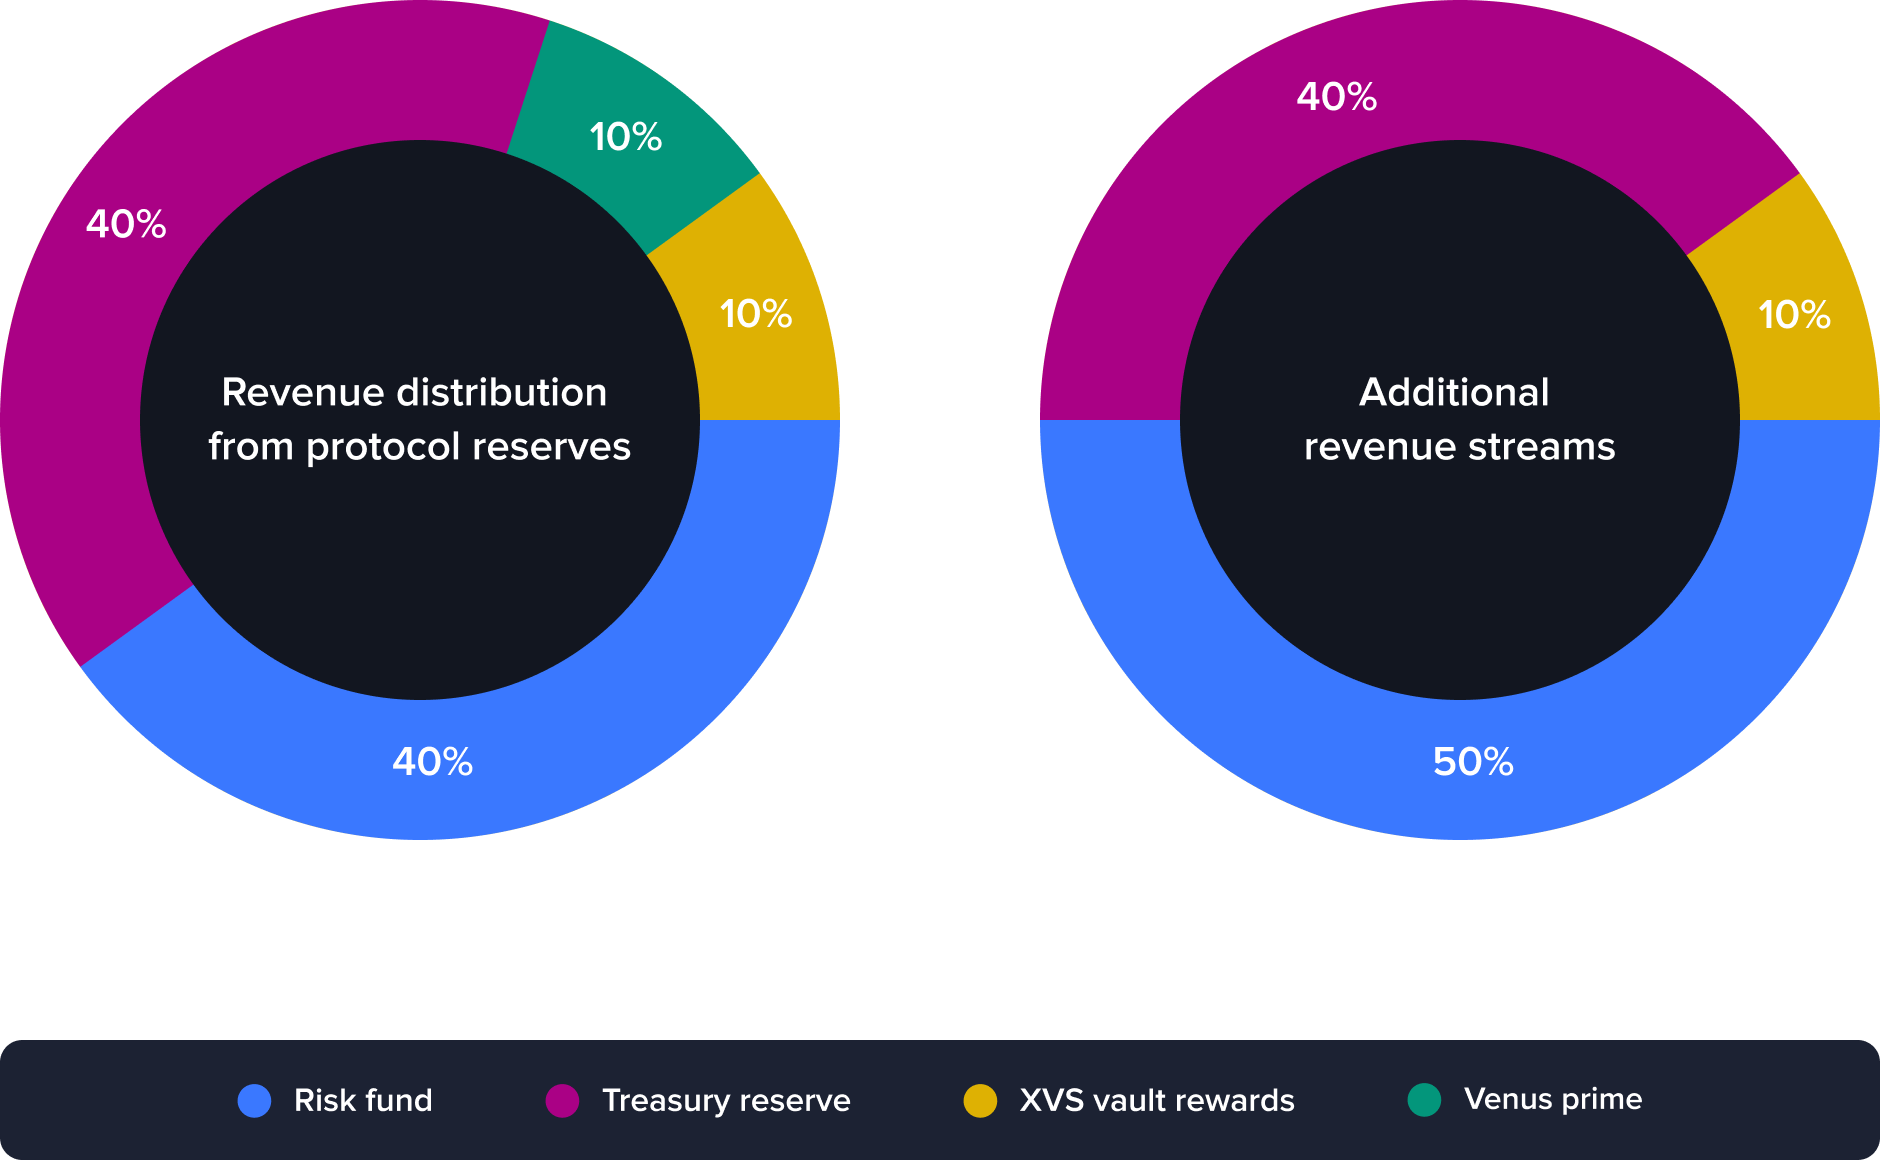 10%
40%
10%
Revenue distribution
from protocol reserves
40%
40%
10%
Additional
revenue streams
50%
Risk fund
Treasury reserve
XVS vault rewards
Venus prime